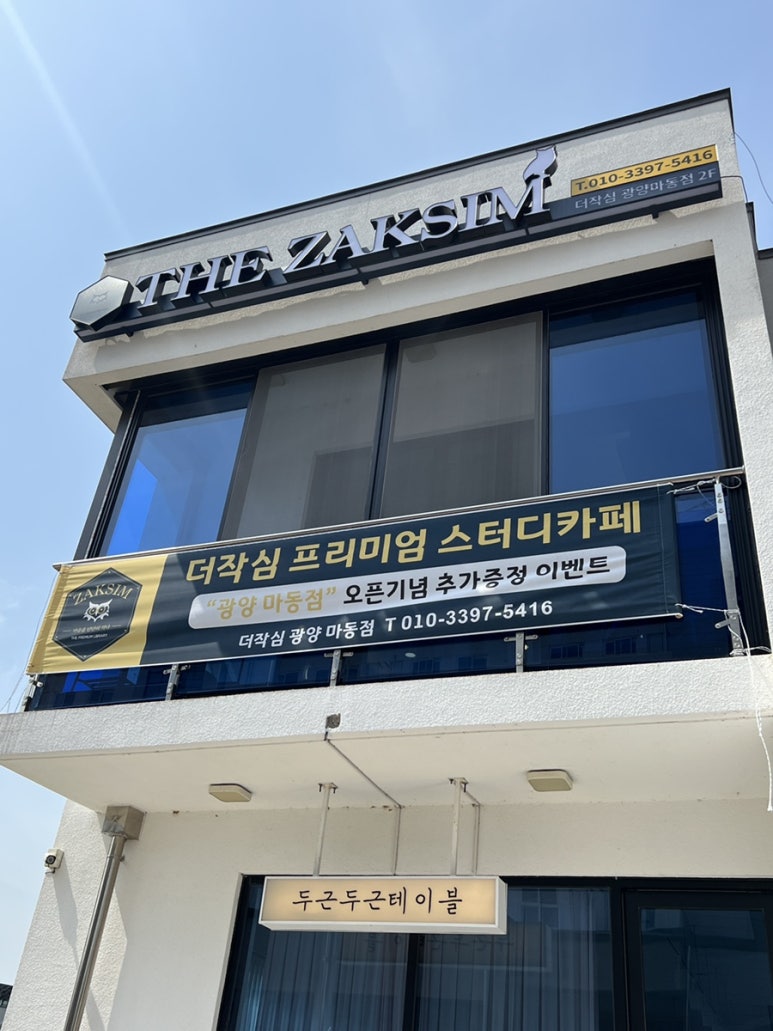 THE ZAKSIM
T.010-3397-5416
더작심 광양마동점 2F
더작심 프리미엄 스터디카페
"광양 마동점" 오픈기념 추가증정 이벤트
더작심 광양 마동점 T 010-3397-5416
ZAKSIM
THE PREMIUM LIBRARY
두근두근테이블